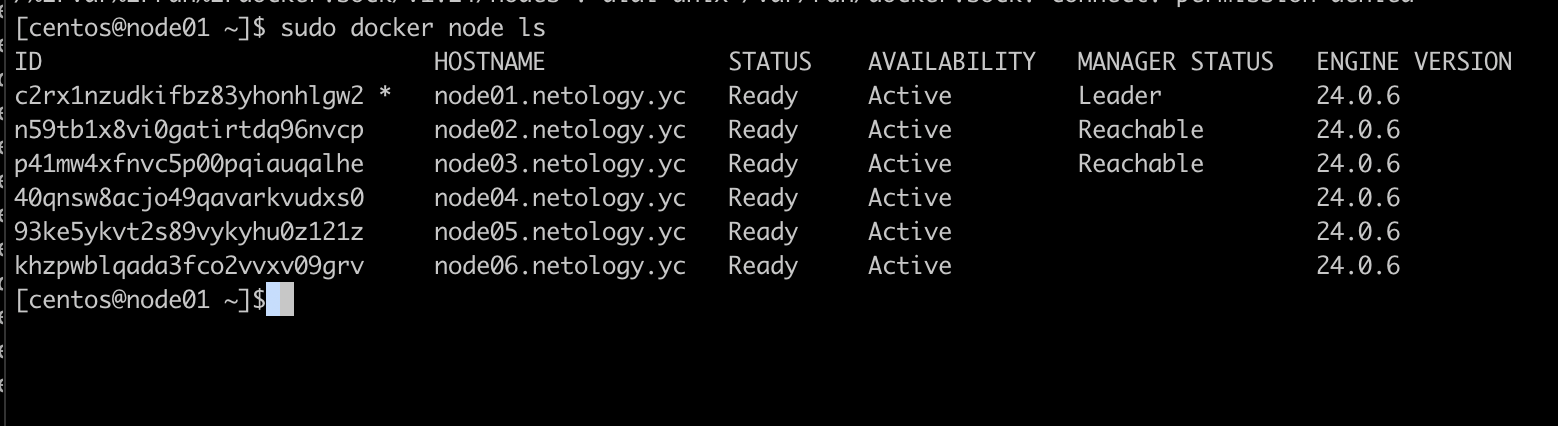 [centos@node01 ~]$ sudo docker node ls
ID HOSTNAME STATUS AVAILABILITY MANAGER STATUS ENGINE VERSION
c2rx1nzudkifbz83yhonhlgw2 * node01.netology.yc Ready Active Leader 24.0.6
n59tb1x8vi0gatirtdq96nvcp node02.netology.yc Ready Active Reachable 24.0.6
p41mw4xfnvc5p00pqiauqalhe node03.netology.yc Ready Active Reachable 24.0.6
40qnsw8acjo49qavarkvudxs0 node04.netology.yc Ready Active 24.0.6
93ke5ykvt2s89vykyhu0z121z node05.netology.yc Ready Active 24.0.6
khzpwblqada3fco2vvxv09grv node06.netology.yc Ready Active 24.0.6
[centos@node01 ~]$